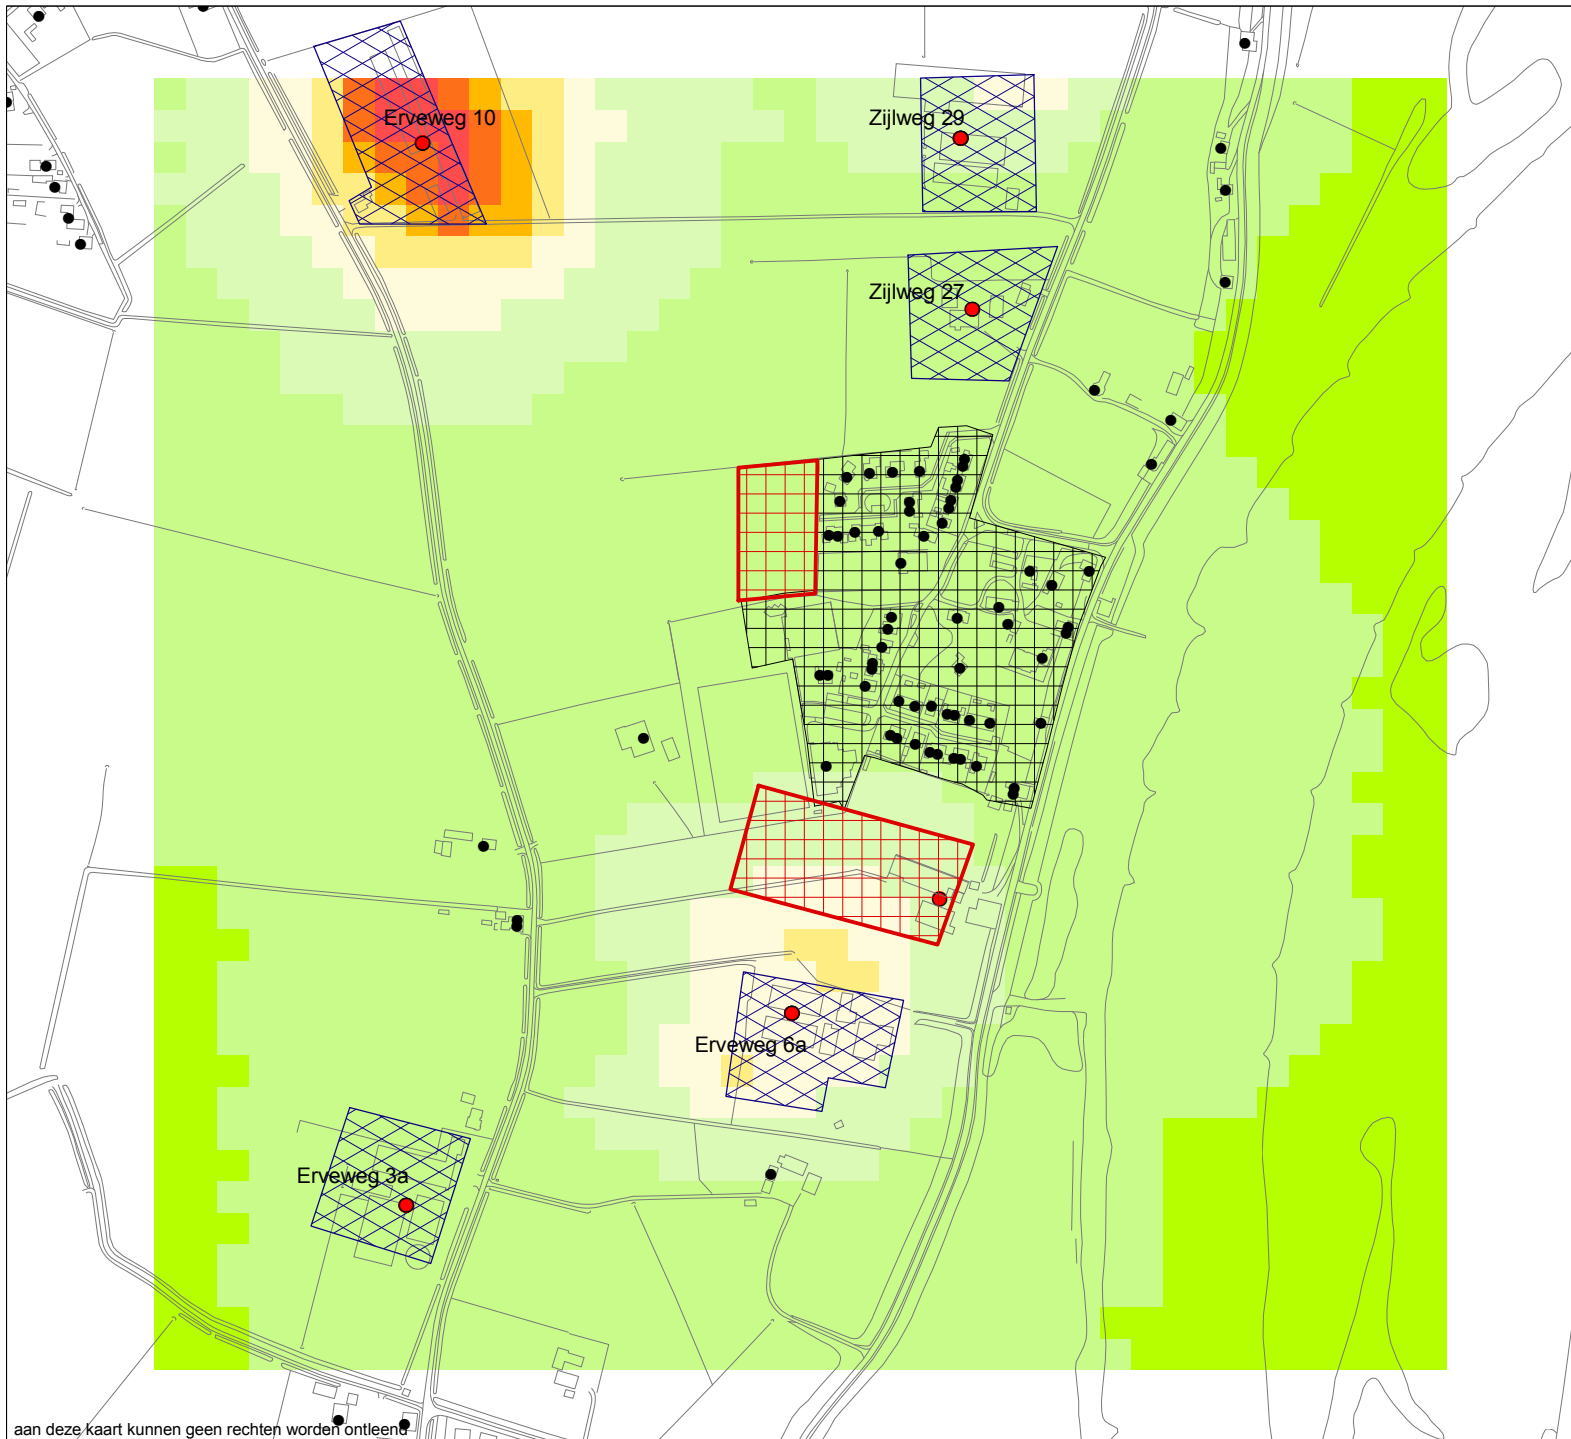 Erveweg 10
Zijlweg 29
Zijlweg 27
Erveweg 6a
Erveweg 3a
aan deze kaart kunnen geen rechten worden ontleend